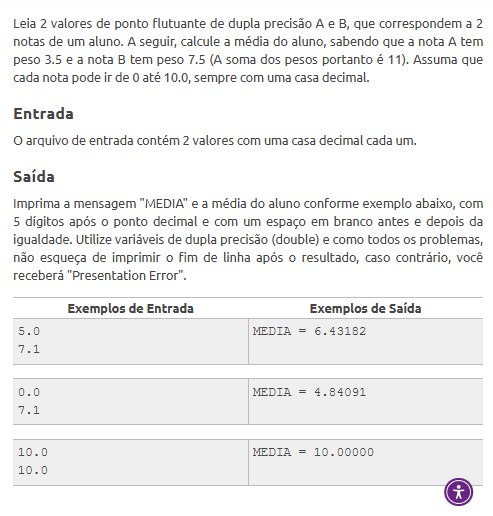 Leia 2 valores de ponto flutuante de dupla precisão A e B, que correspondem a 2
notas de um aluno. A seguir, calcule a média do aluno, sabendo que a nota A tem
peso 3.5 e a nota B tem peso 7.5 (A soma dos pesos portanto é 11). Assuma que
cada nota pode ir de 0 até 10.0, sempre com uma casa decimal.
Entrada
O arquivo de entrada contém 2 valores com uma casa decimal cada um.
Saída
Imprima a mensagem "MEDIA" e a média do aluno conforme exemplo abaixo, com
5 dígitos após o ponto decimal e com um espaço em branco antes e depois da
igualdade. Utilize variáveis de dupla precisão (double) e como todos os problemas,
não esqueça de imprimir o fim de linha após o resultado, caso contrário, você
receberá "Presentation Error".
Exemplos de Entrada Exemplos de Saída
5.0 MEDIA = 6.43182
7.1
0.0 MEDIA = 4.84091
7.1
10.0 MEDIA = 10.00000
10.0